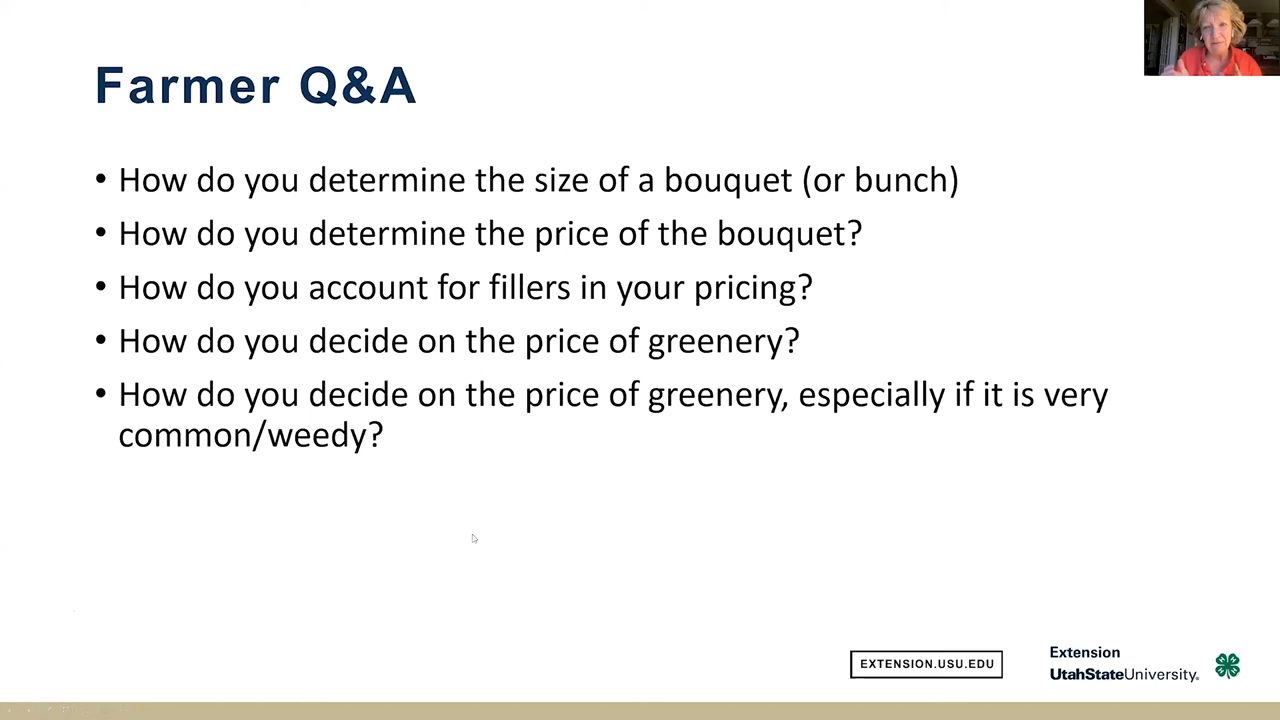 Farmer Q&A
• How do you determine the size of a bouquet (or bunch)
• How do you determine the price of the bouquet?
• How do you account for fillers in your pricing?
• How do you decide on the price of greenery?
• How do you decide on the price of greenery, especially if it is very
common/weedy?
EXTENSION.USU.EDU
Extension
UtahStateUniversity®